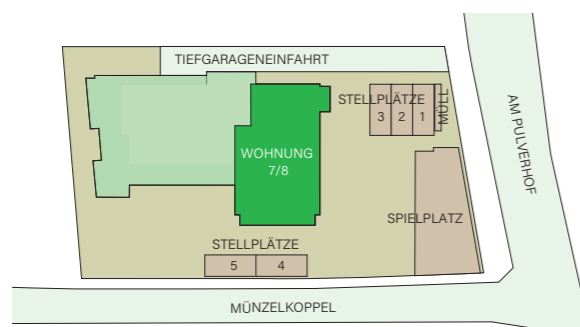 TIEFGARAGENEINFAHRT
STELLPLÄTZE
3 2 1
MÜLL
AM PULVERHOF
WOHNUNG
7/8
SPIELPLATZ
STELLPLÄTZE
5 4
MÜNZELKOPPEL